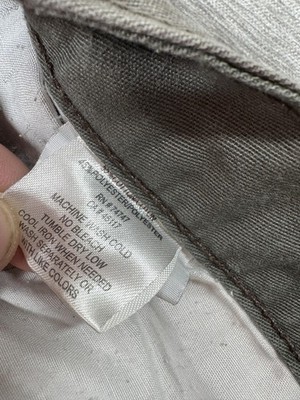 45%POLYESTER/POLYESTER
RN # 74747
CA # 45117
MACHINE WASH COLD
NO BLEACH
TUMBLE DRY LOW
COOL IRON WHEN NEEDED
WASH SEPARATELY OR
WITH LIKE COLORS